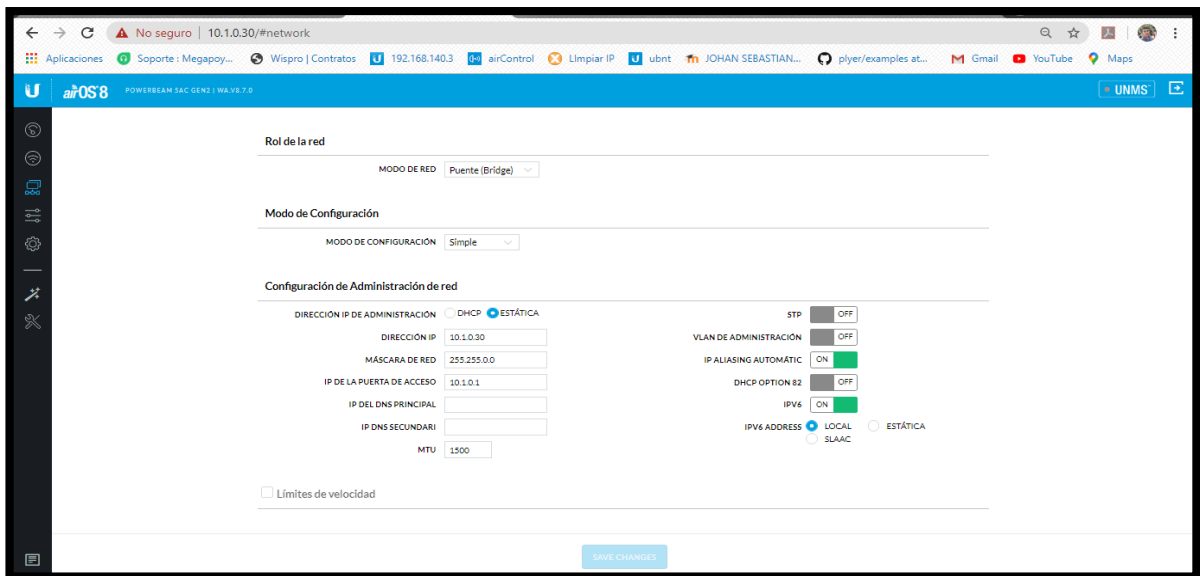 No seguro | 10.1.0.30/#network
Aplicaciones Soporte : Megapoy... Wispro | Contratos 192.168.140.3 airControl LImpiar IP ubnt JOHAN SEBASTIAN... plyer/examples at... Gmail YouTube Maps
U airOS 8 POWERBEAM 5AC GEN2 | WA.V8.7.0 UNMS
Rol de la red
MODO DE RED Puente (Bridge)
Modo de Configuración
MODO DE CONFIGURACIÓN Simple
Configuración de Administración de red
DIRECCIÓN IP DE ADMINISTRACIÓN DHCP ESTÁTICA STP OFF
DIRECCIÓN IP 10.1.0.30 VLAN DE ADMINISTRACIÓN OFF
MÁSCARA DE RED 255.255.0.0 IP ALIASING AUTOMÁTIC ON
IP DE LA PUERTA DE ACCESO 10.1.0.1 DHCP OPTION 82 OFF
IP DEL DNS PRINCIPAL IPV6 ON
IP DNS SECUNDARI IPV6 ADDRESS LOCAL ESTÁTICA
SLAAC
MTU 1500
Límites de velocidad
SAVE CHANGES